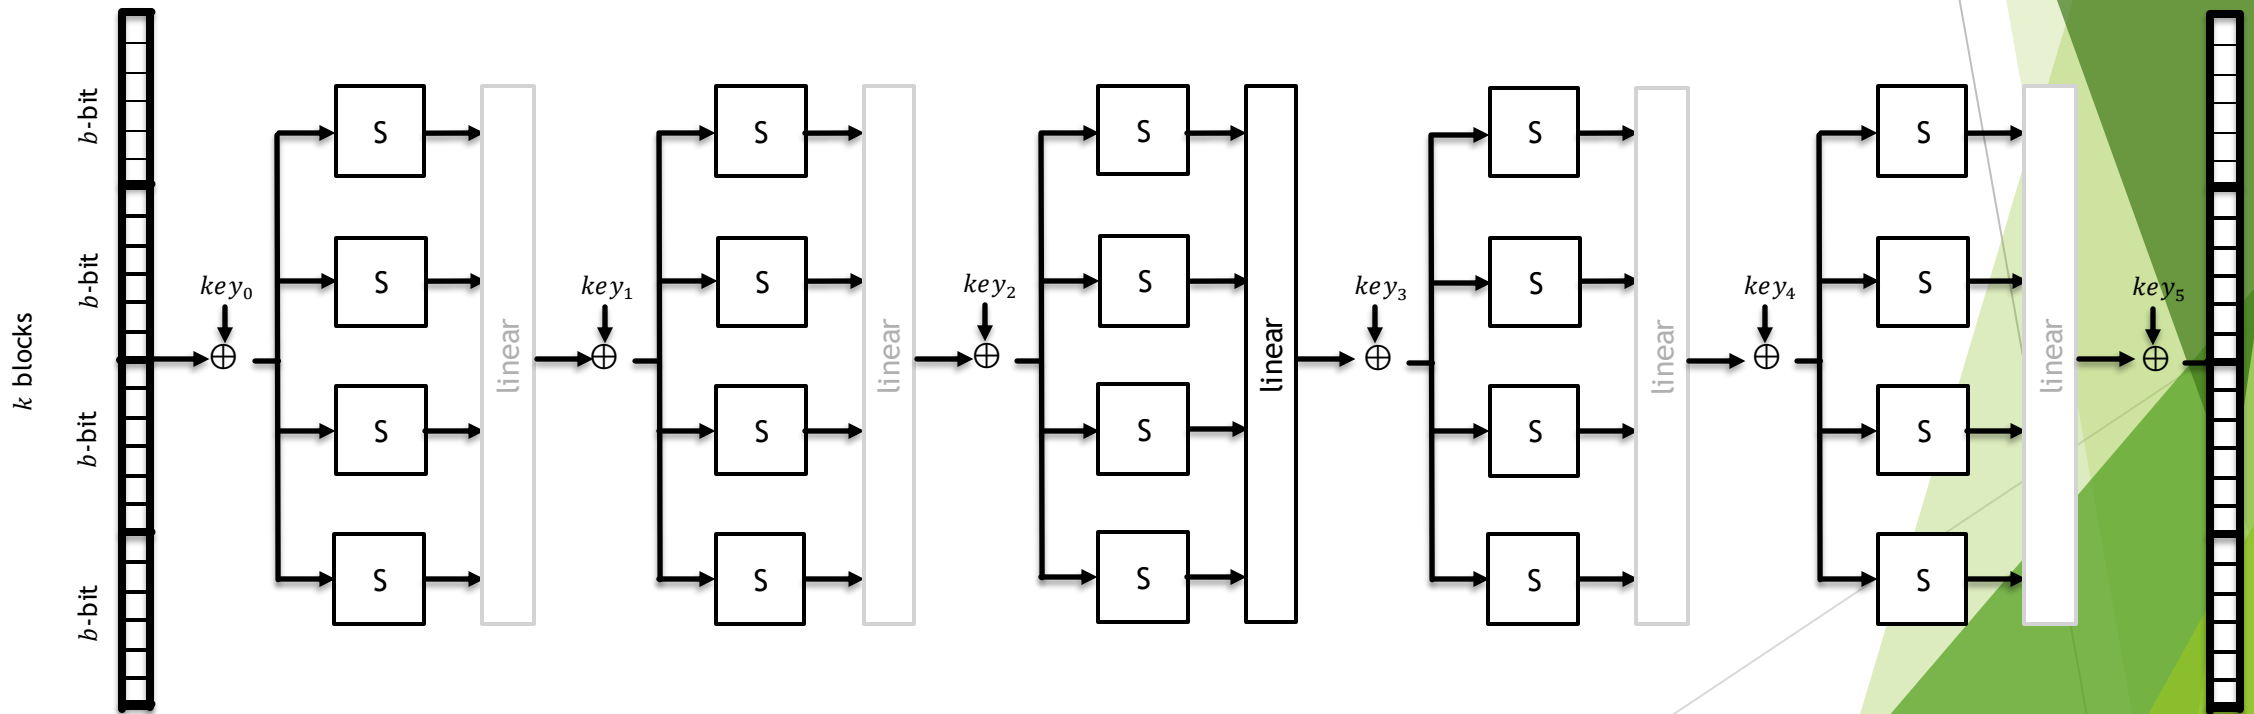 k blocks
b-bit
b-bit
b-bit
b-bit
key₀
S
S
S
S
linear
key₁
S
S
S
S
linear
key₂
S
S
S
S
linear
key₃
S
S
S
S
linear
key₄
S
S
S
S
linear
key₅